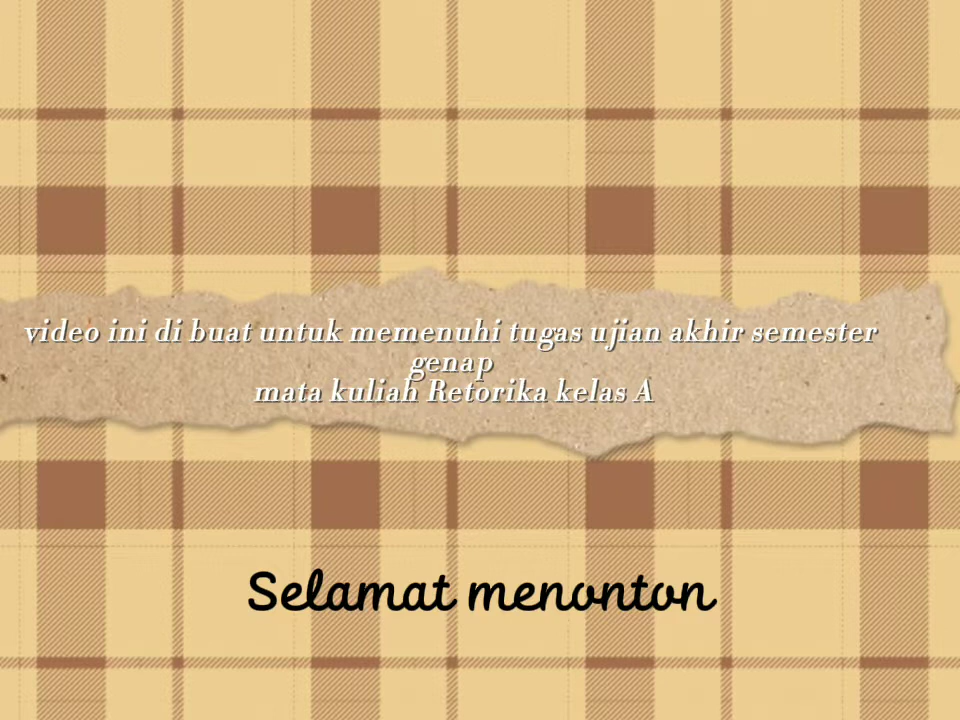 video ini di buat untuk memenuhi tugas ujian akhir semester
genap
mata kuliah Retorika kelas A
Selamat menonton